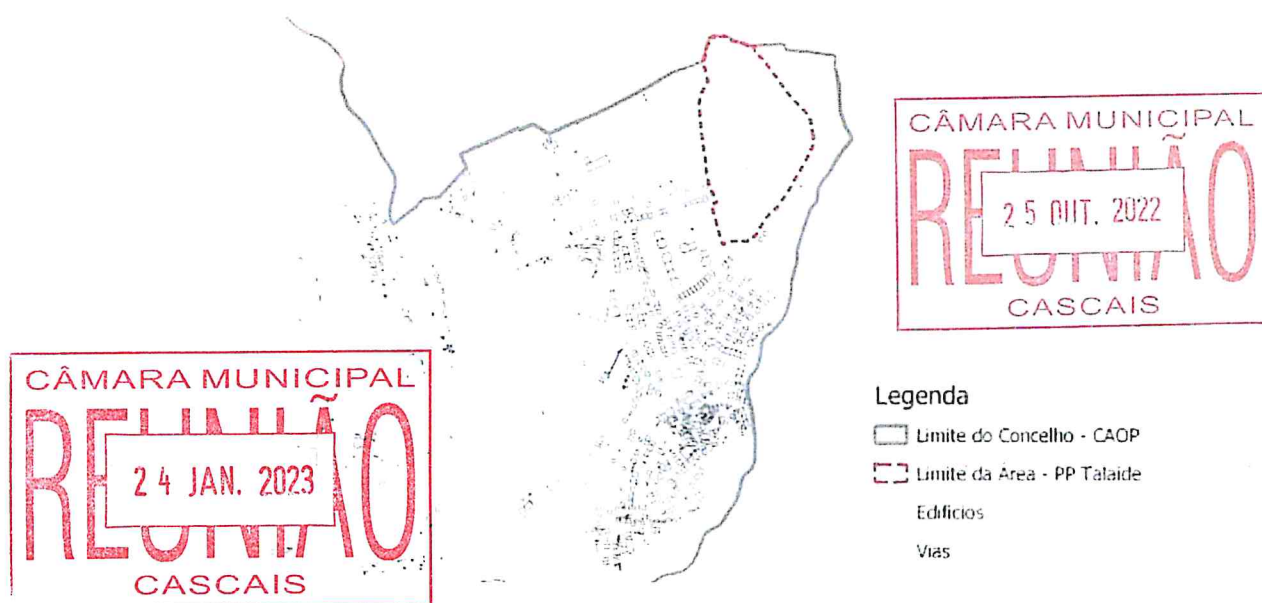 CÂMARA MUNICIPAL
REUNIÃO
25 OUT. 2022
CASCAIS
CÂMARA MUNICIPAL
REUNIÃO
24 JAN. 2023
CASCAIS
Legenda
Limite do Concelho - CAOP
Limite da Área - PP Talaíde
Edifícios
Vias